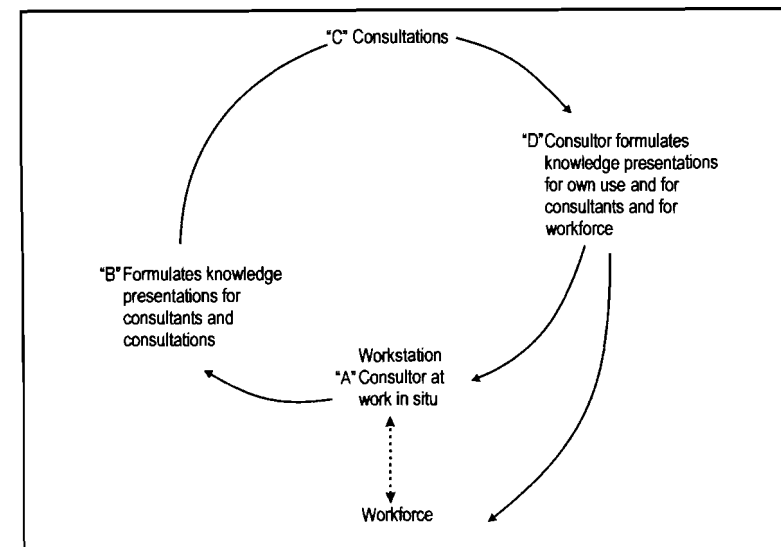 "C" Consultations
"D" Consultor formulates
knowledge presentations
for own use and for
consultants and for
workforce
"B" Formulates knowledge
presentations for
consultants and
consultations
Workstation
"A" Consultor at
work in situ
Workforce